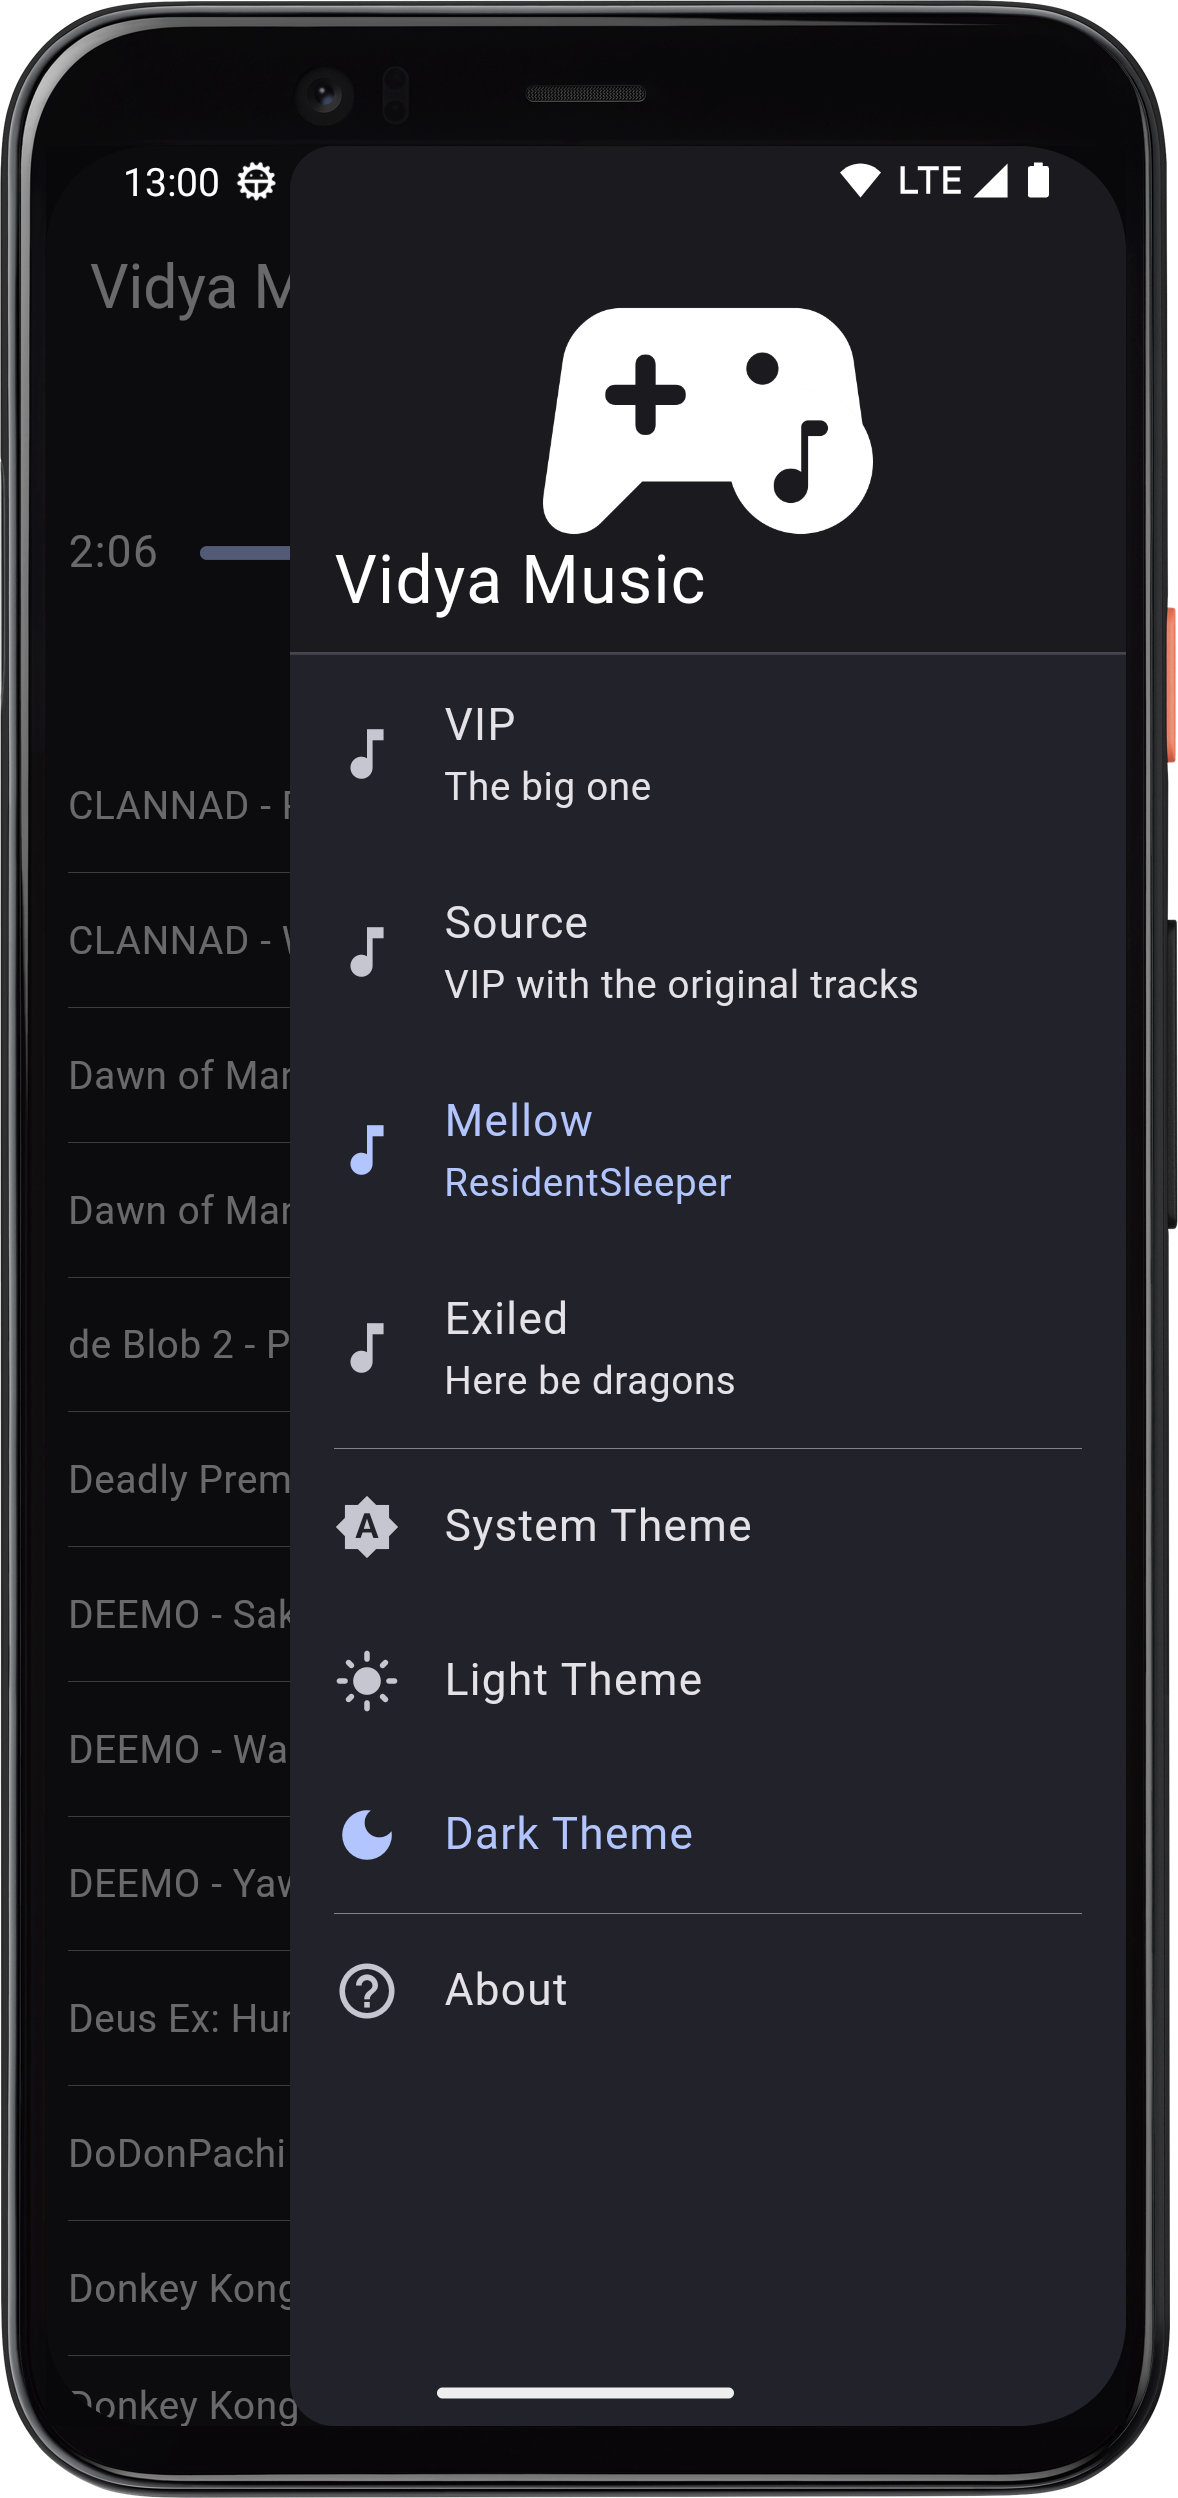 13:00
LTE
Vidya M
2:06
CLANNAD -
CLANNAD -
Dawn of Mar
Dawn of Mar
de Blob 2 - P
Deadly Prem
DEEMO - Sak
DEEMO - Wa
DEEMO - Yaw
Deus Ex: Hur
DoDonPachi
Donkey Kong
Donkey Kong
Vidya Music
VIP
The big one
Source
VIP with the original tracks
Mellow
ResidentSleeper
Exiled
Here be dragons
A
System Theme
Light Theme
Dark Theme
?
About